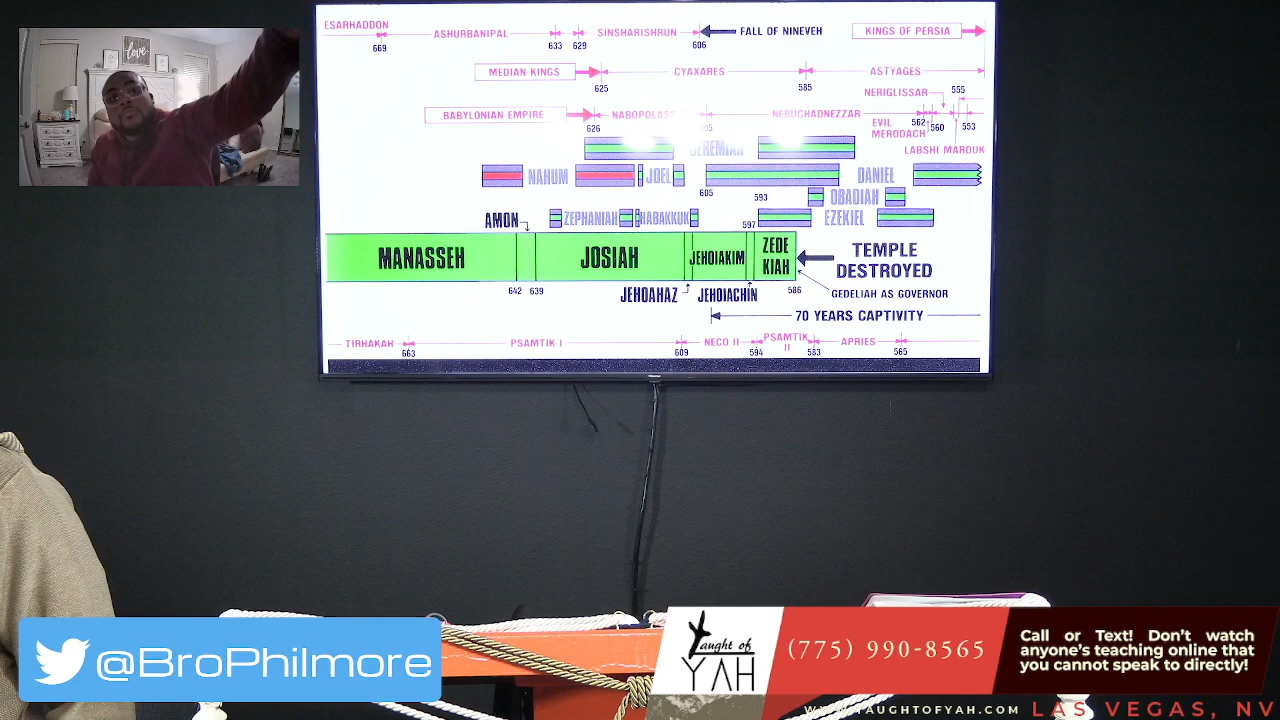 ESARHADDON
669
ASHURBANIPAL
633
629
SINSHARISHRUN
606
FALL OF NINEVEH
KINGS OF PERSIA
MEDIAN KINGS
625
CYAXARES
585
ASTYAGES
NERIGLISSAR
555
BABYLONIAN EMPIRE
626
NEBUCHADNEZZAR
562
560
553
EVIL
MERODACH
LABSHI MARDUK
JEREMIAH
NAHUM
JOEL
DANIEL
605
593
OBADIAH
AMON
ZEPHANIAH
HABAKKUK
597
EZEKIEL
MANASSEH
JOSIAH
JEHOIAKIM
ZEDE
KIAH
TEMPLE
DESTROYED
642
639
JEHOAHAZ
JEHOIACHIN
586
GEDELIAH AS GOVERNOR
70 YEARS CAPTIVITY
TIRHAKAH
663
PSAMTIK I
609
NECO II
594
PSAMTIK
II
583
APRIES
565
love
@BroPhilmore
taught of
YAH
(775) 990-8565
Call or Text! Don't watch
anyone's teaching online that
you cannot speak to directly!
WWW.TAUGHTOFYAH.COM
LAS VEGAS, NV